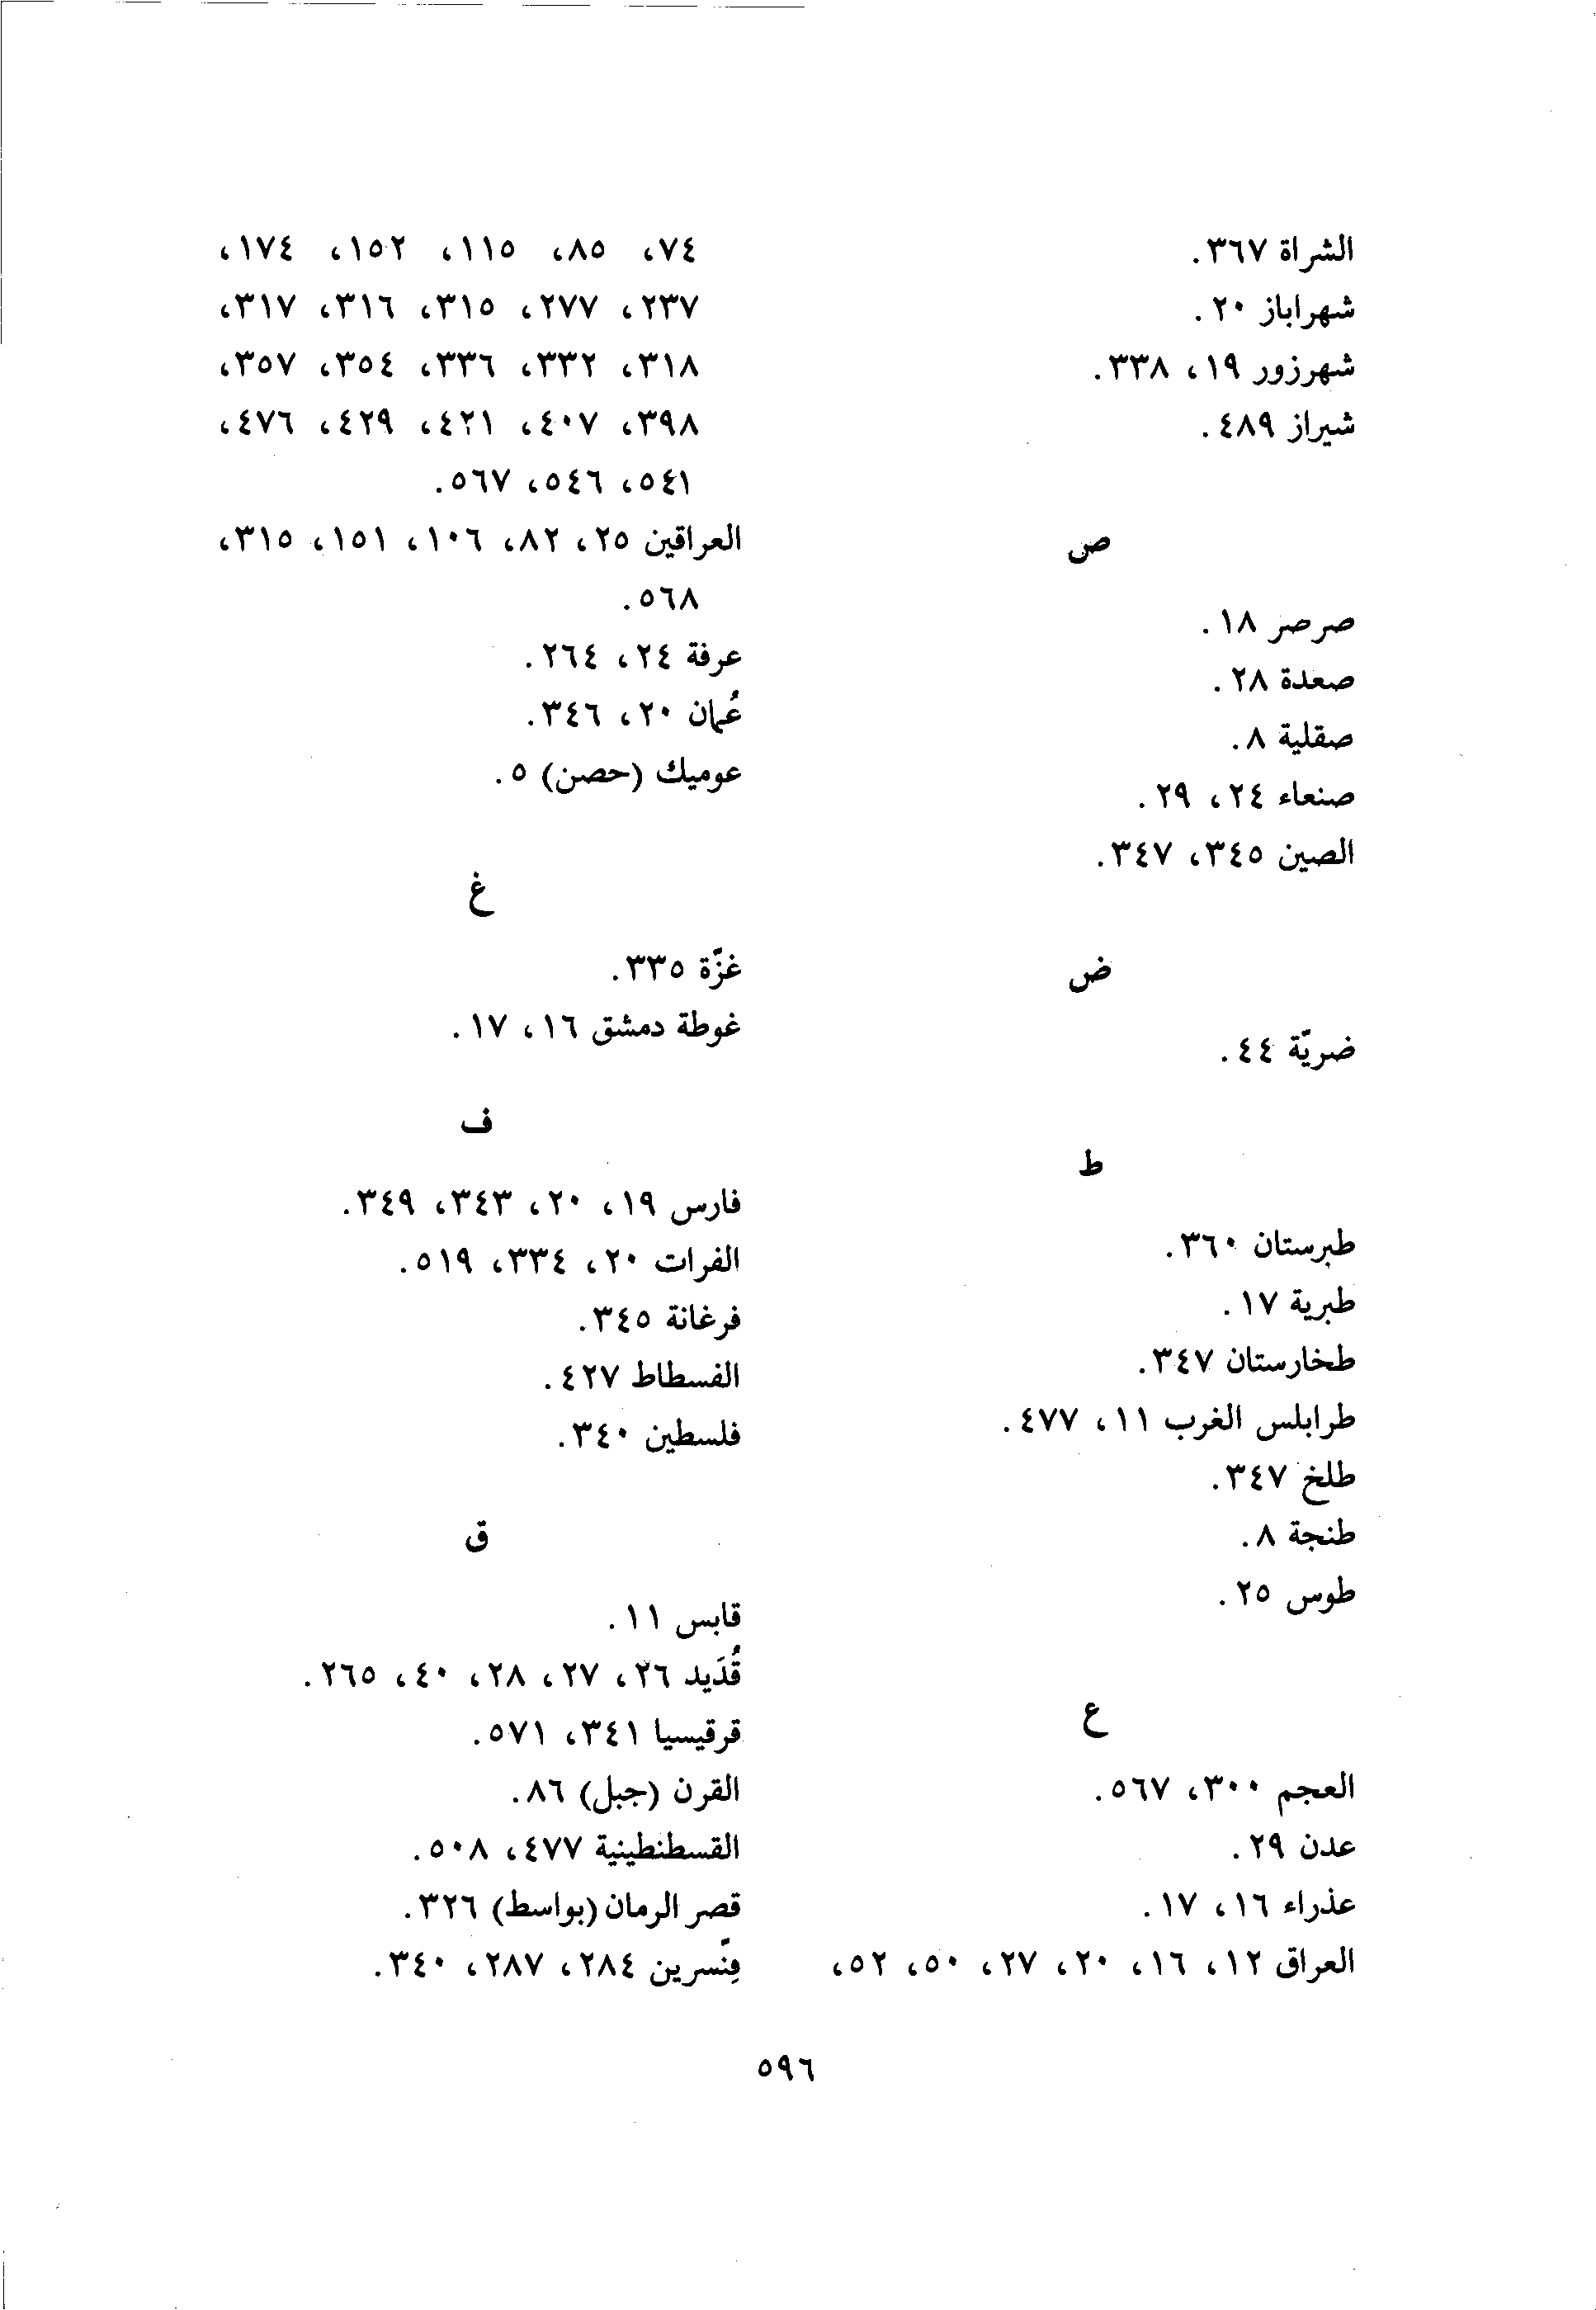 الشراة ٣٦٧.
شهراباز ٢٠.
شهرزور ١٩، ٣٣٨.
شيراز ٤٨٩.
ص
صرصر ١٨.
صعدة ٢٨.
صقلية ٨.
صنعاء ٢٤، ٢٩.
الصين ٣٤٥، ٣٤٧.
ض
ضريّة ٤٤.
ط
طبرستان ٣٦٠.
طبرية ١٧.
طخارستان ٣٤٧.
طرابلس الغرب ١١، ٤٧٧.
طلخ ٣٤٧.
طنجة ٨.
طوس ٢٥.
ع
العجم ٣٠٠، ٥٦٧.
عدن ٢٩.
عذراء ١٦، ١٧.
العراق ١٢، ١٦، ٢٠، ٢٧، ٥٠، ٥٢،
٧٤، ٨٥، ١١٥، ١٥٢، ١٧٤،
٢٣٧، ٢٧٧، ٣١٥، ٣١٦، ٣١٧،
٣١٨، ٣٣٢، ٣٣٦، ٣٥٤، ٣٥٧،
٣٩٨، ٤٠٧، ٤٢١، ٤٢٩، ٤٧٦،
٥٤١، ٥٤٦، ٥٦٧.
العراقين ٢٥، ٨٢، ١٠٦، ١٥١، ٣١٥،
٥٦٨.
عرفة ٢٤، ٢٦٤.
عُمان ٢٠، ٣٤٦.
عوميك (حصن) ٥.
غ
غزّة ٣٣٥.
غوطة دمشق ١٦، ١٧.
ف
فارس ١٩، ٢٠، ٣٤٣، ٣٤٩.
الفرات ٢٠، ٣٣٤، ٥١٩.
فرغانة ٣٤٥.
الفسطاط ٤٢٧.
فلسطين ٣٤٠.
ق
قابس ١١.
قُدَيد ٢٦، ٢٧، ٢٨، ٤٠، ٢٦٥.
قرقيسيا ٣٤١، ٥٧١.
القرن (جبل) ٨٦.
القسطنطينية ٤٧٧، ٥٠٨.
قصر الرمان (بواسط) ٣٢٦.
قِنّسرين ٢٨٤، ٢٨٧، ٣٤٠.
٥٩٦